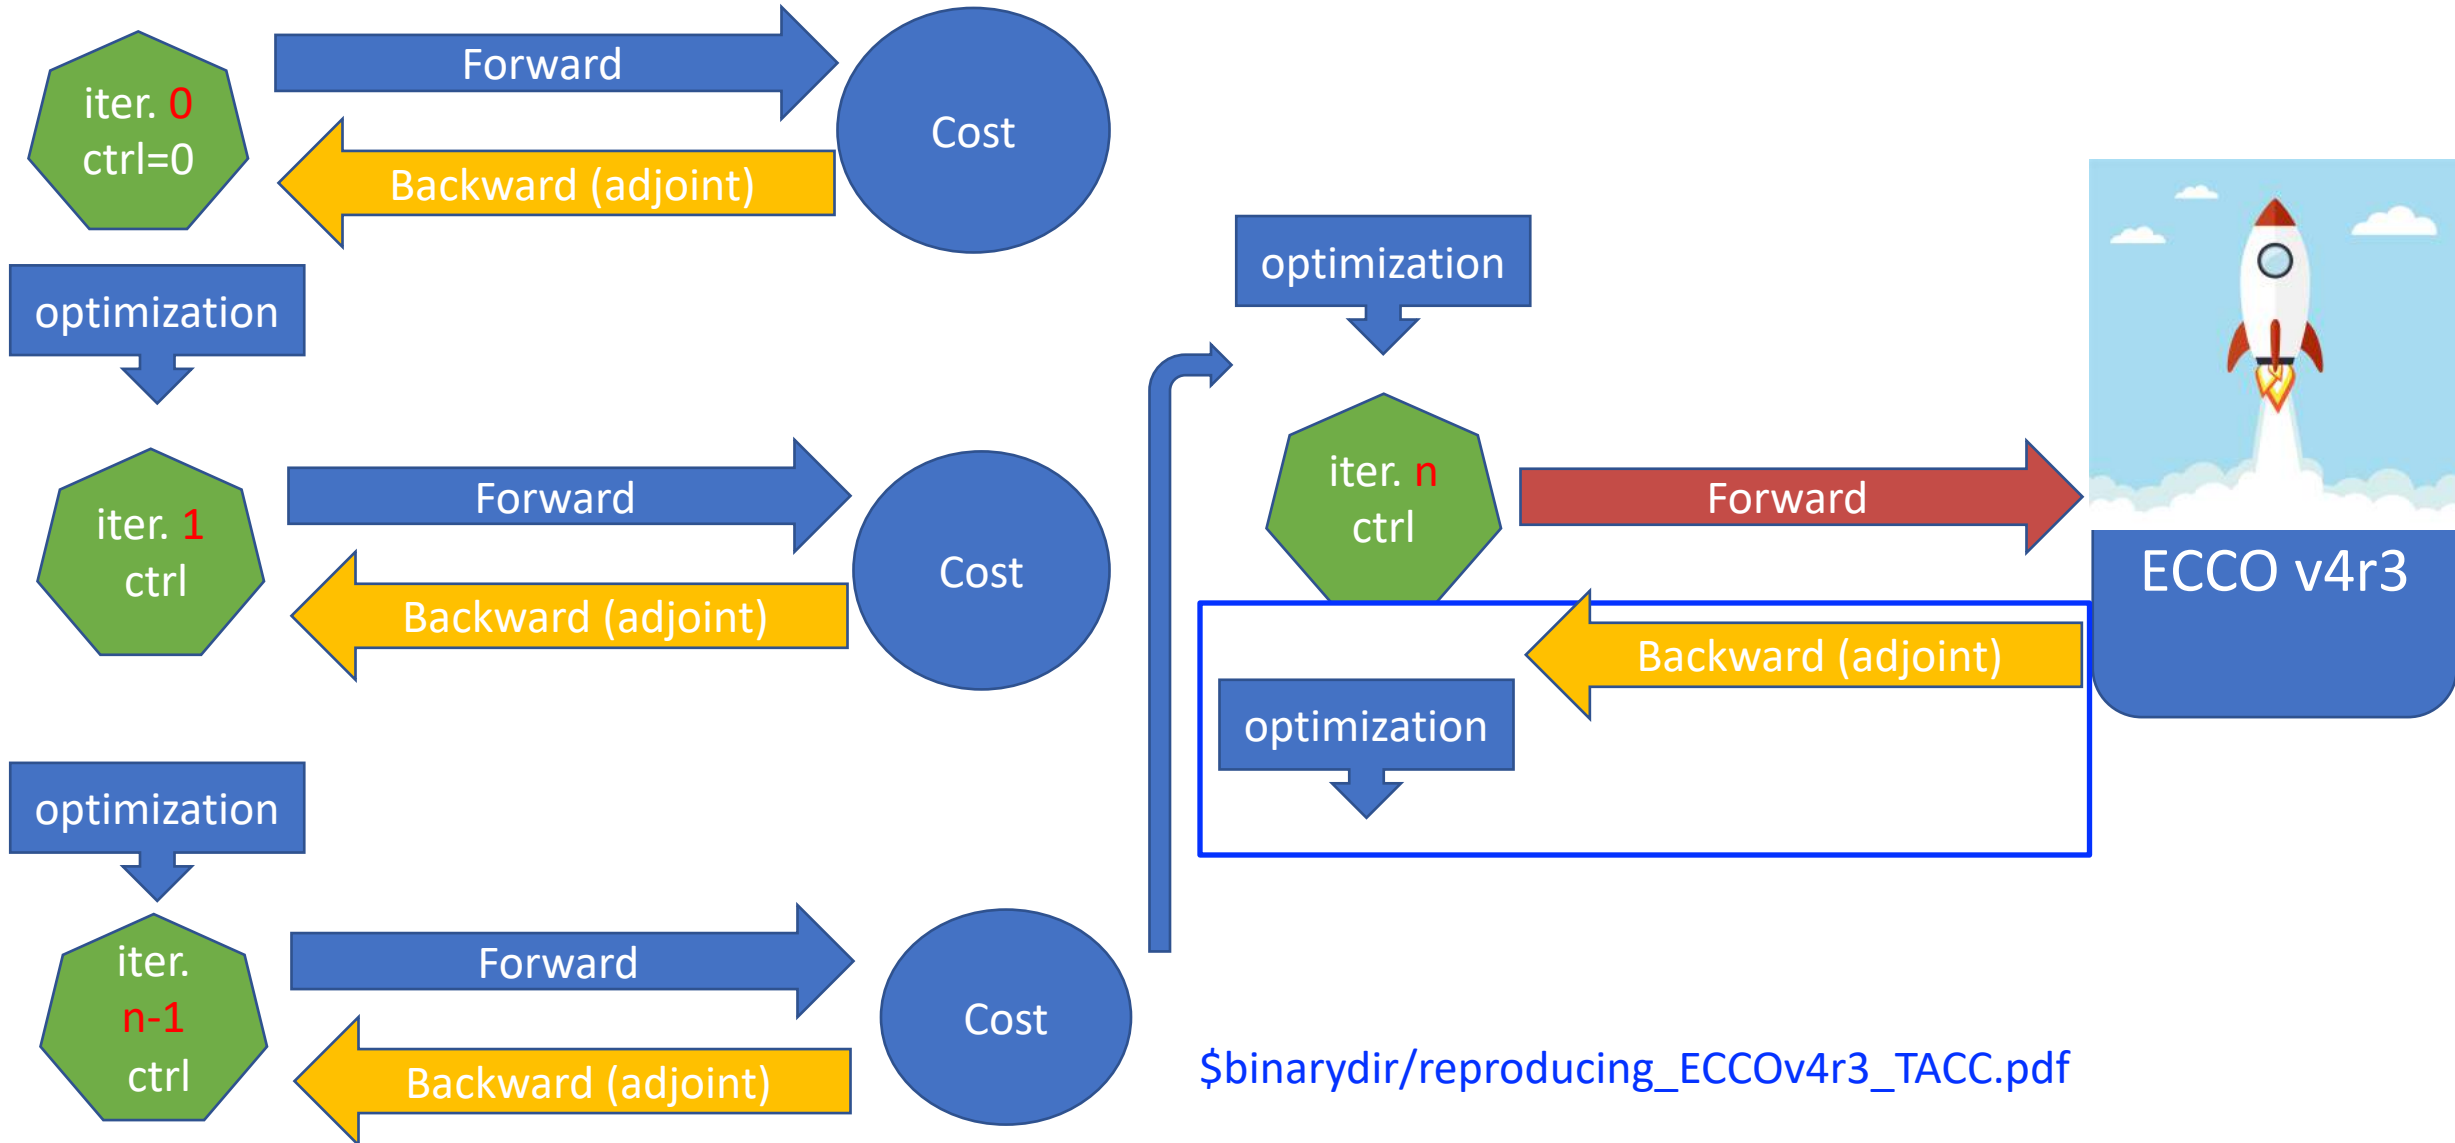 iter. 0
ctrl=0
Forward
Backward (adjoint)
Cost
optimization
iter. 1
ctrl
Forward
Backward (adjoint)
Cost
optimization
iter.
n-1
ctrl
Forward
Backward (adjoint)
Cost
optimization
iter. n
ctrl
Forward
ECCO v4r3
Backward (adjoint)
optimization
$binarydir/reproducing_ECCOv4r3_TACC.pdf